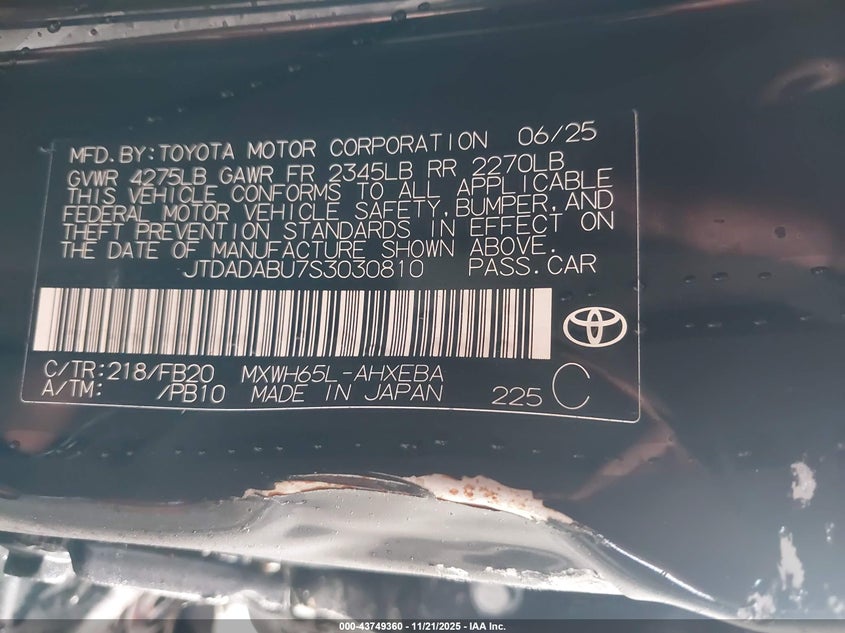 MFD. BY: TOYOTA MOTOR CORPORATION 06/25
GVWR 4275LB GAWR FR 2345LB RR 2270LB
THIS VEHICLE CONFORMS TO ALL APPLICABLE
FEDERAL MOTOR VEHICLE SAFETY, BUMPER, AND
THEFT PREVENTION STANDARDS IN EFFECT ON
THE DATE OF MANUFACTURE SHOWN ABOVE.
JTDADABU7S3030810 PASS. CAR
C/TR: 218/FB20 MXWH65L-AHXEBA
A/TM: /PB10 MADE IN JAPAN 225 C
000-43749360 - 11/21/2025 - IAA Inc.